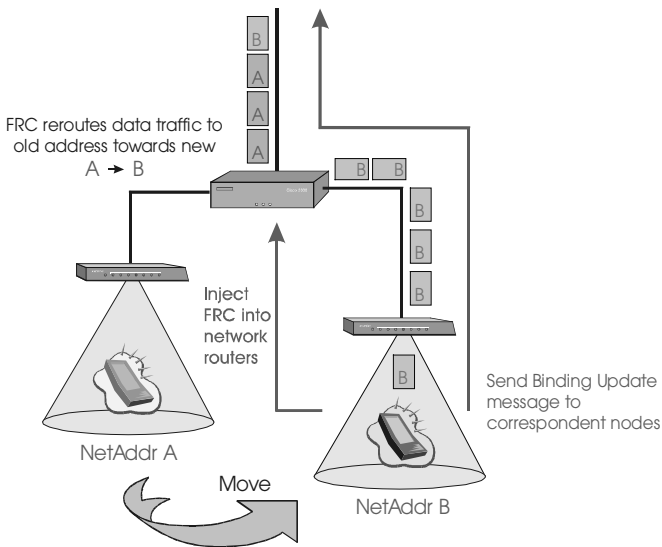 B
A
A
A
FRC reroutes data traffic to
old address towards new
A → B
B B
B
B
B
Inject
FRC into
network
routers
B
Send Binding Update
message to
correspondent nodes
NetAddr A
Move
NetAddr B